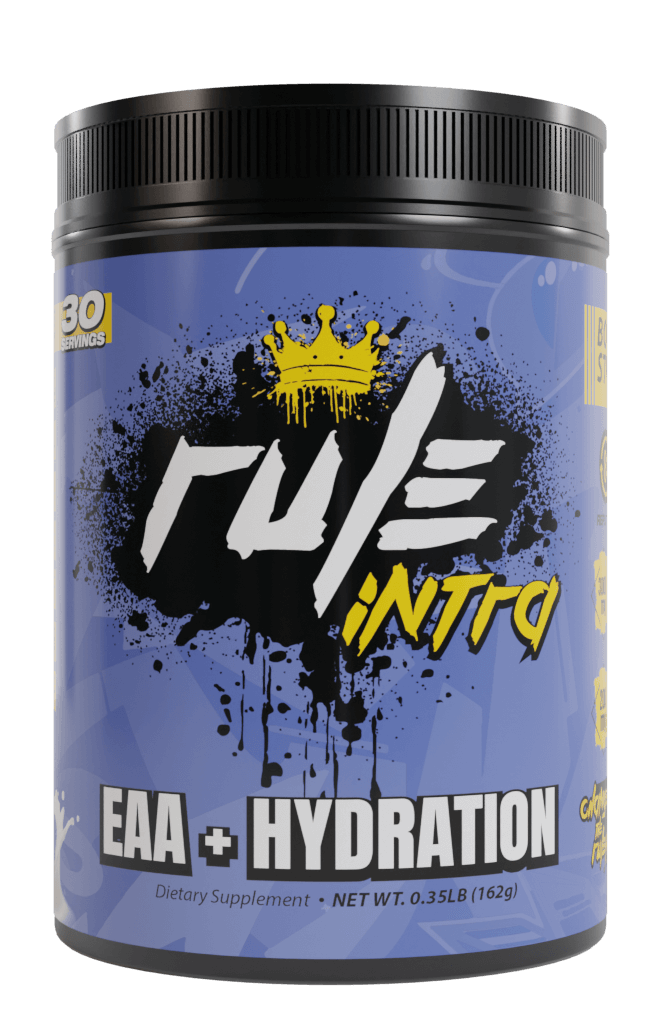 30
SERVINGS
rule
iNTra
EAA + HYDRATION
Dietary Supplement • NET WT. 0.35LB (162g)